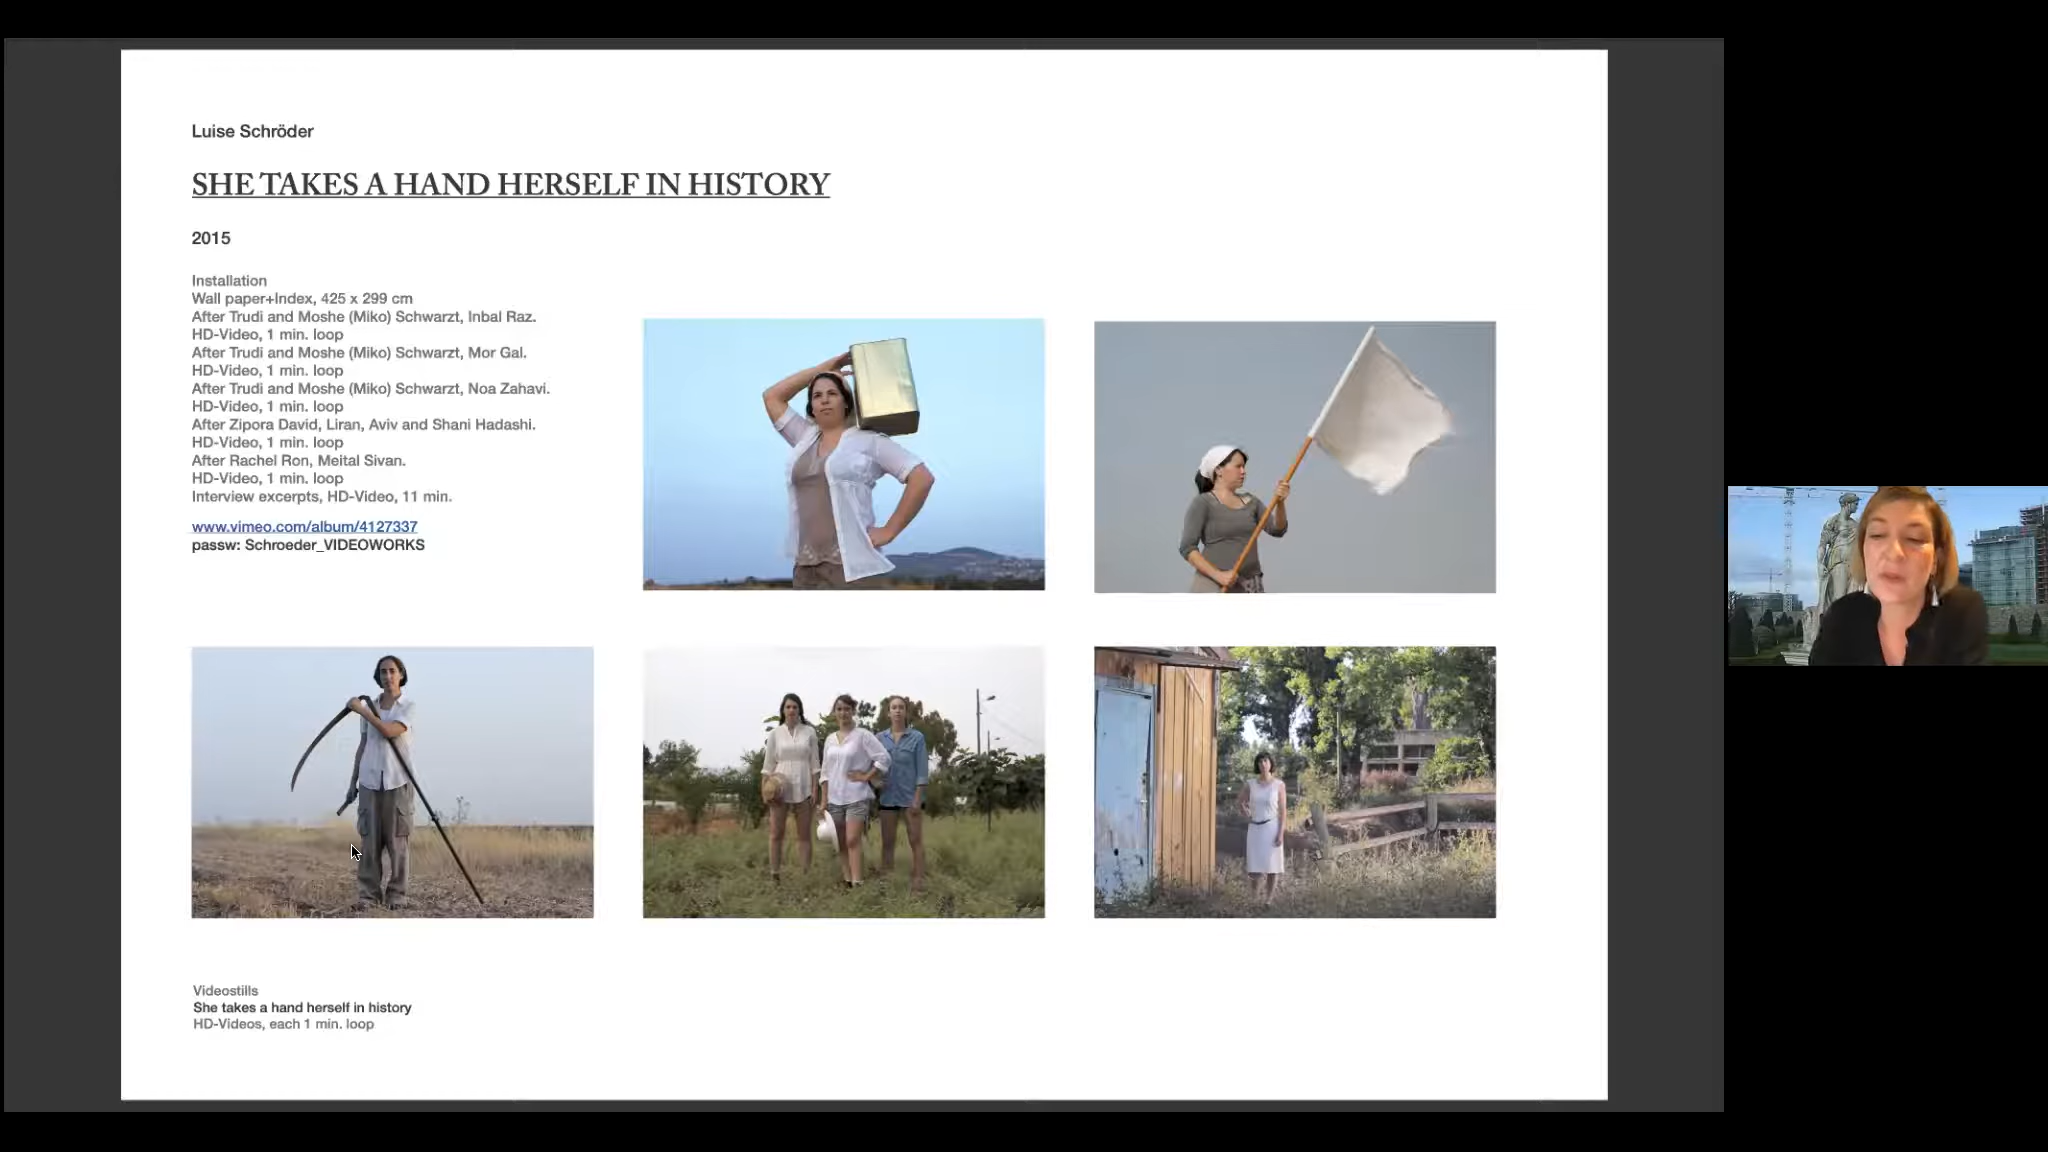 Luise Schröder
SHE TAKES A HAND HERSELF IN HISTORY
2015
Installation
Wall paper+Index, 425 x 299 cm
After Trudi and Moshe (Miko) Schwarzt, Inbal Raz.
HD-Video, 1 min. loop
After Trudi and Moshe (Miko) Schwarzt, Mor Gal.
HD-Video, 1 min. loop
After Trudi and Moshe (Miko) Schwarzt, Noa Zahavi.
HD-Video, 1 min. loop
After Zipora David, Liran, Aviv and Shani Hadashi.
HD-Video, 1 min. loop
After Rachel Ron, Meital Sivan.
HD-Video, 1 min. loop
Interview excerpts, HD-Video, 11 min.
www.vimeo.com/album/4127337
passw: Schroeder_VIDEOWORKS
Videostills
She takes a hand herself in history
HD-Videos, each 1 min. loop